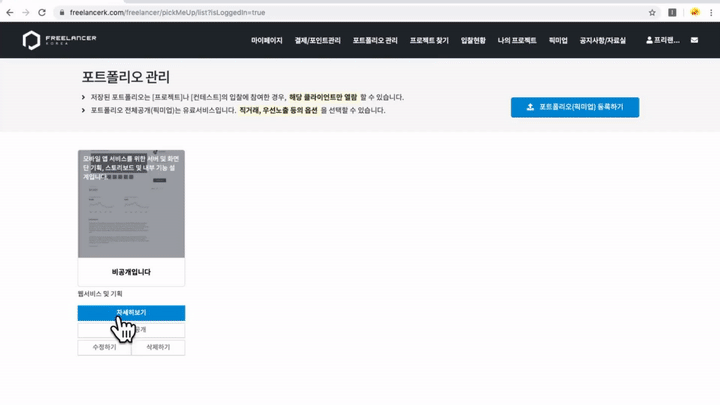 freelancerk.com/freelancer/pickMeUp/list?isLoggedIn=true
FREELANCER
KOREA
마이페이지 결제/포인트관리 포트폴리오 관리 프로젝트 찾기 입찰현황 나의 프로젝트 픽미업 공지사항/자료실 프리랜...
포트폴리오 관리
저장된 포트폴리오는 [프로젝트]나 [컨테스트]의 입찰에 참여한 경우, 해당 클라이언트만 열람 할 수 있습니다.
포트폴리오 전체공개(픽미업)는 유료서비스입니다. 직거래, 우선노출 등의 옵션 을 선택할 수 있습니다.
포트폴리오(픽미업) 등록하기
모바일 앱 서비스를 위한 서버 및 화면
단 기획, 스토리보드 및 내부 기능 설
계입니다
비공개입니다
웹서비스 및 기획
자세히보기
공개
수정하기 삭제하기